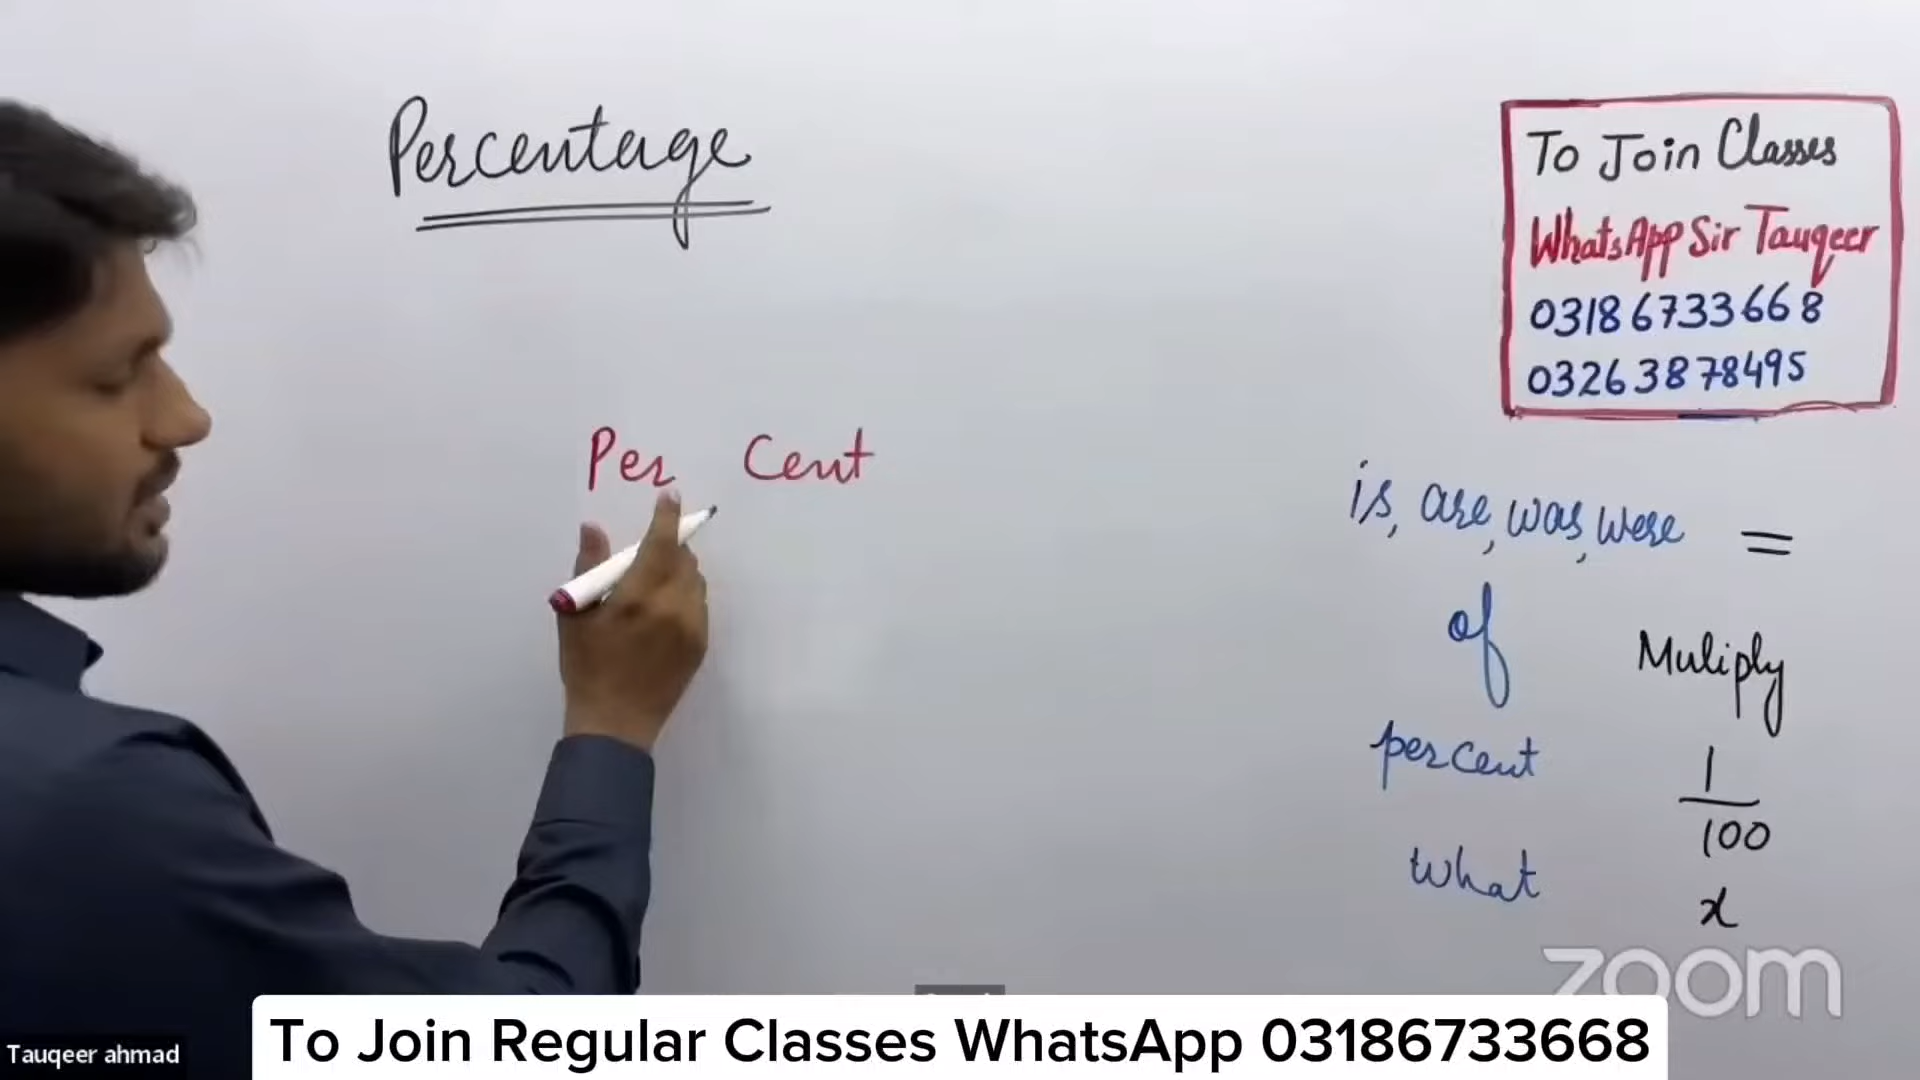 Percentage
To Join Classes
WhatsApp Sir Tauqeer
03186733668
03263878495
Per Cent
is, are, was, were =
of Muliply
percent 1/100
what x
zoom
To Join Regular Classes WhatsApp 03186733668
Tauqeer ahmad